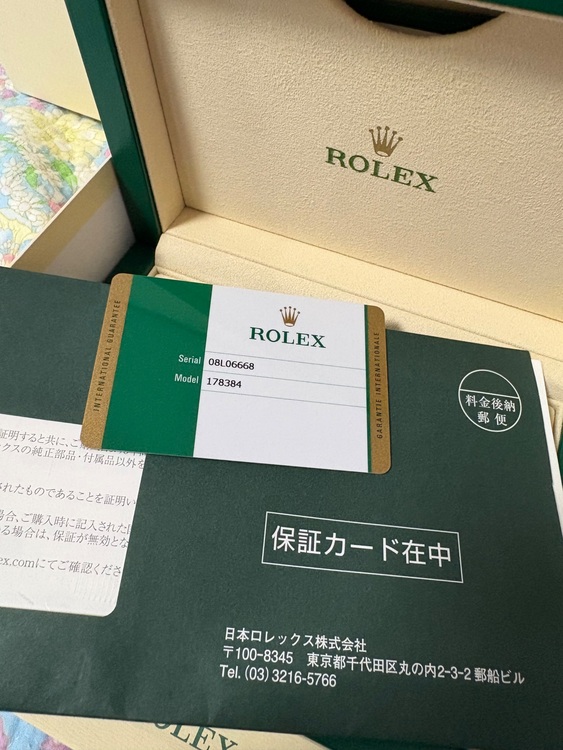 ROLEX
ROLEX
INTERNATIONAL GUARANTEE
Serial 08L06668
Model 178384
GARANTIE INTERNATIONALE
料金後納
郵便
証明すると共に、ご
クスの純正部品・付属品以外を
されたものであることを証明い
場合、ご購入時に記入された
る場合は、保証が無効とな
ex.comにてご確認くださ
保証カード在中
日本ロレックス株式会社
〒100-8345 東京都千代田区丸の内2-3-2 郵船ビル
Tel. (03) 3216-5766
ROLEX